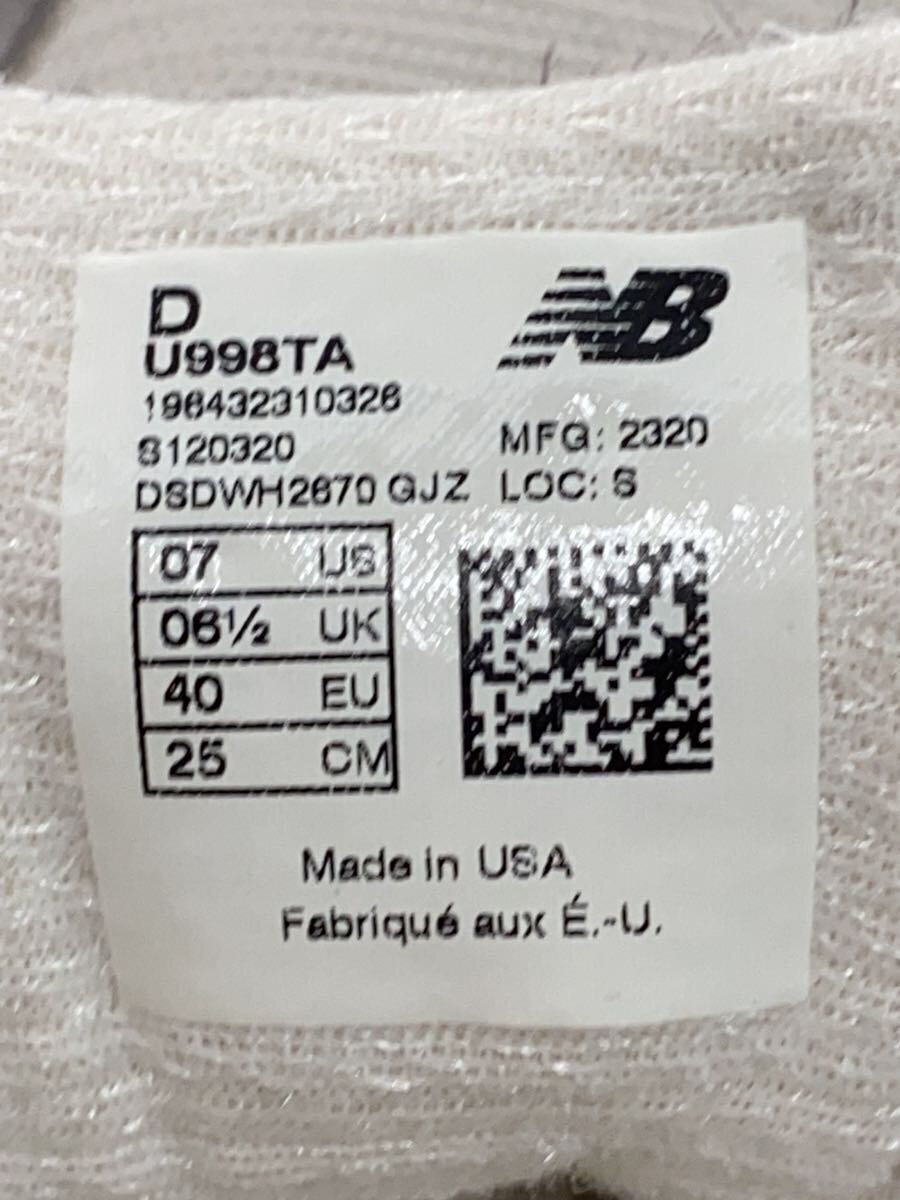 D
NB
U998TA
196432310326
S120320
MFG: 2320
DSDWH2670 GJZ
LOC: S
07 US
06½ UK
40 EU
25 CM
Made in USA
Fabriqué aux É.-U.